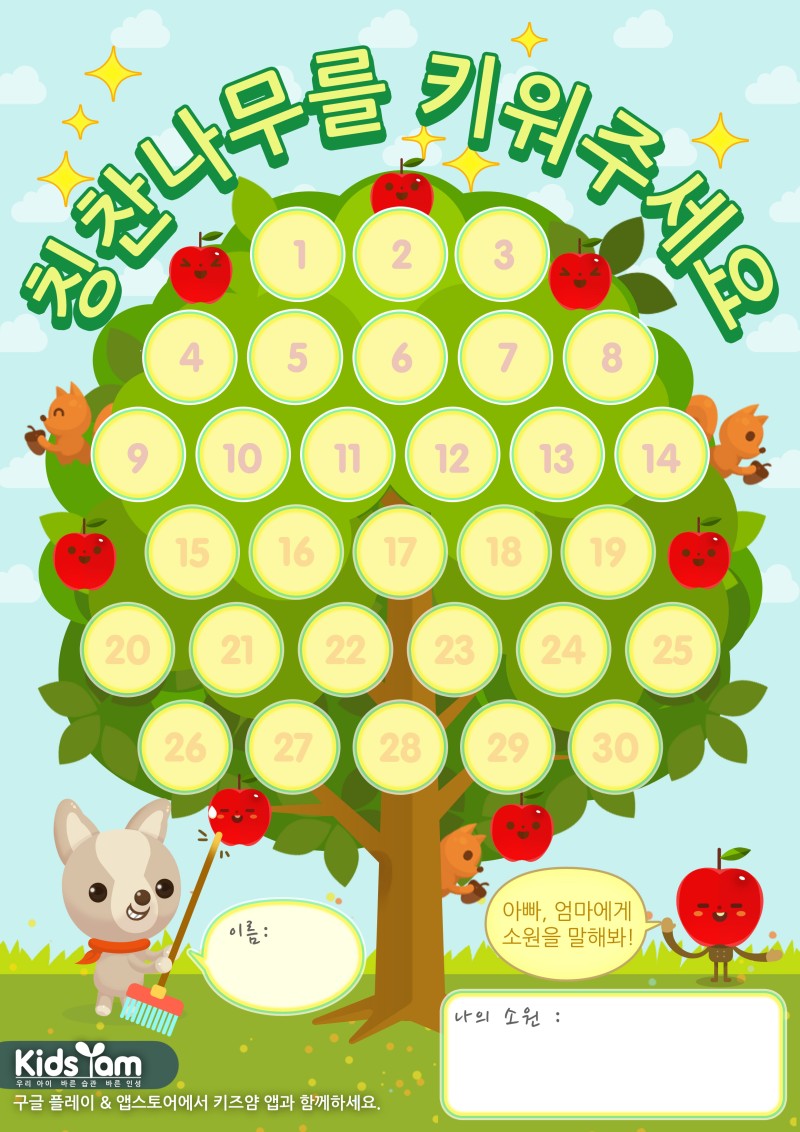 칭찬나무를 키워주세요
1 2 3
4 5 6 7 8
9 10 11 12 13 14
15 16 17 18 19
20 21 22 23 24 25
26 27 28 29 30
이름:
아빠, 엄마에게
소원을 말해봐!
나의 소원 :
Kids Yam
우리 아이 바른 습관 바른 인성
구글 플레이 & 앱스토어에서 키즈얌 앱과 함께하세요.